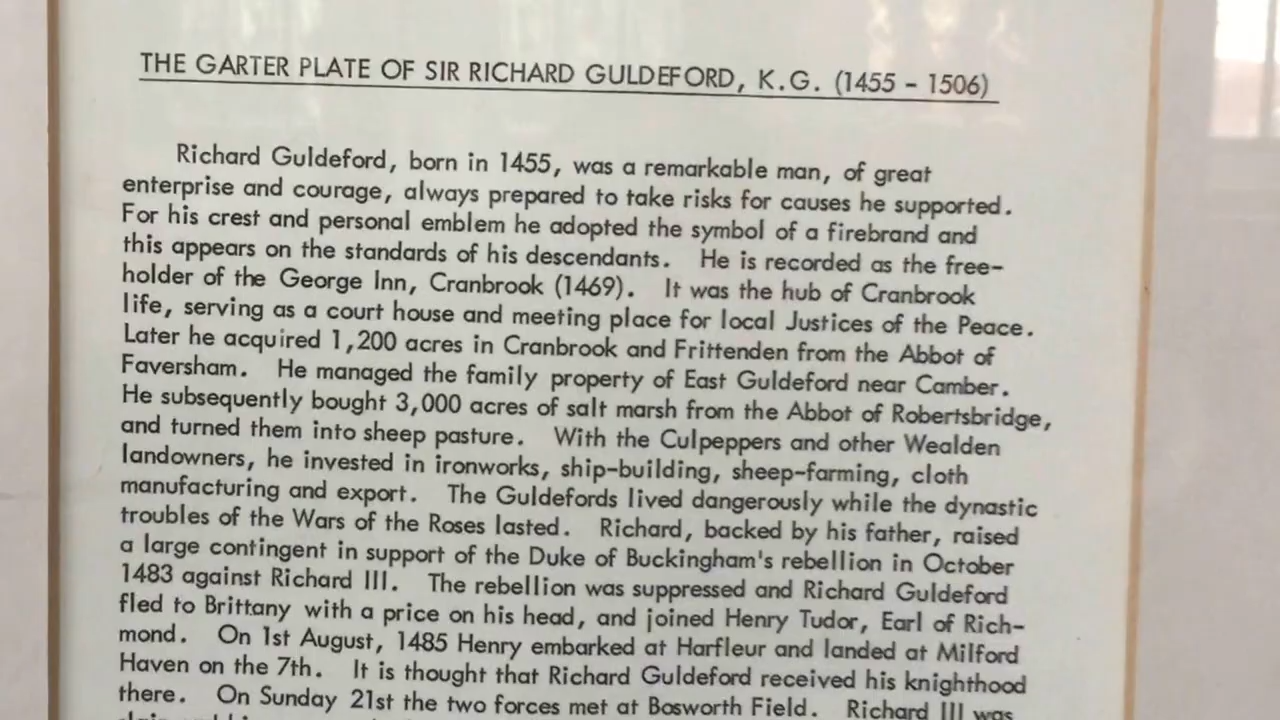 THE GARTER PLATE OF SIR RICHARD GULDEFORD, K.G. (1455 - 1506)
Richard Guldeford, born in 1455, was a remarkable man, of great
enterprise and courage, always prepared to take risks for causes he supported.
For his crest and personal emblem he adopted the symbol of a firebrand and
this appears on the standards of his descendants. He is recorded as the free-
holder of the George Inn, Cranbrook (1469). It was the hub of Cranbrook
life, serving as a court house and meeting place for local Justices of the Peace.
Later he acquired 1,200 acres in Cranbrook and Frittenden from the Abbot of
Faversham. He managed the family property of East Guldeford near Camber.
He subsequently bought 3,000 acres of salt marsh from the Abbot of Robertsbridge,
and turned them into sheep pasture. With the Culpeppers and other Wealden
landowners, he invested in ironworks, ship-building, sheep-farming, cloth
manufacturing and export. The Guldefords lived dangerously while the dynastic
troubles of the Wars of the Roses lasted. Richard, backed by his father, raised
a large contingent in support of the Duke of Buckingham's rebellion in October
1483 against Richard III. The rebellion was suppressed and Richard Guldeford
fled to Brittany with a price on his head, and joined Henry Tudor, Earl of Rich-
mond. On 1st August, 1485 Henry embarked at Harfleur and landed at Milford
Haven on the 7th. It is thought that Richard Guldeford received his knighthood
there. On Sunday 21st the two forces met at Bosworth Field. Richard III was